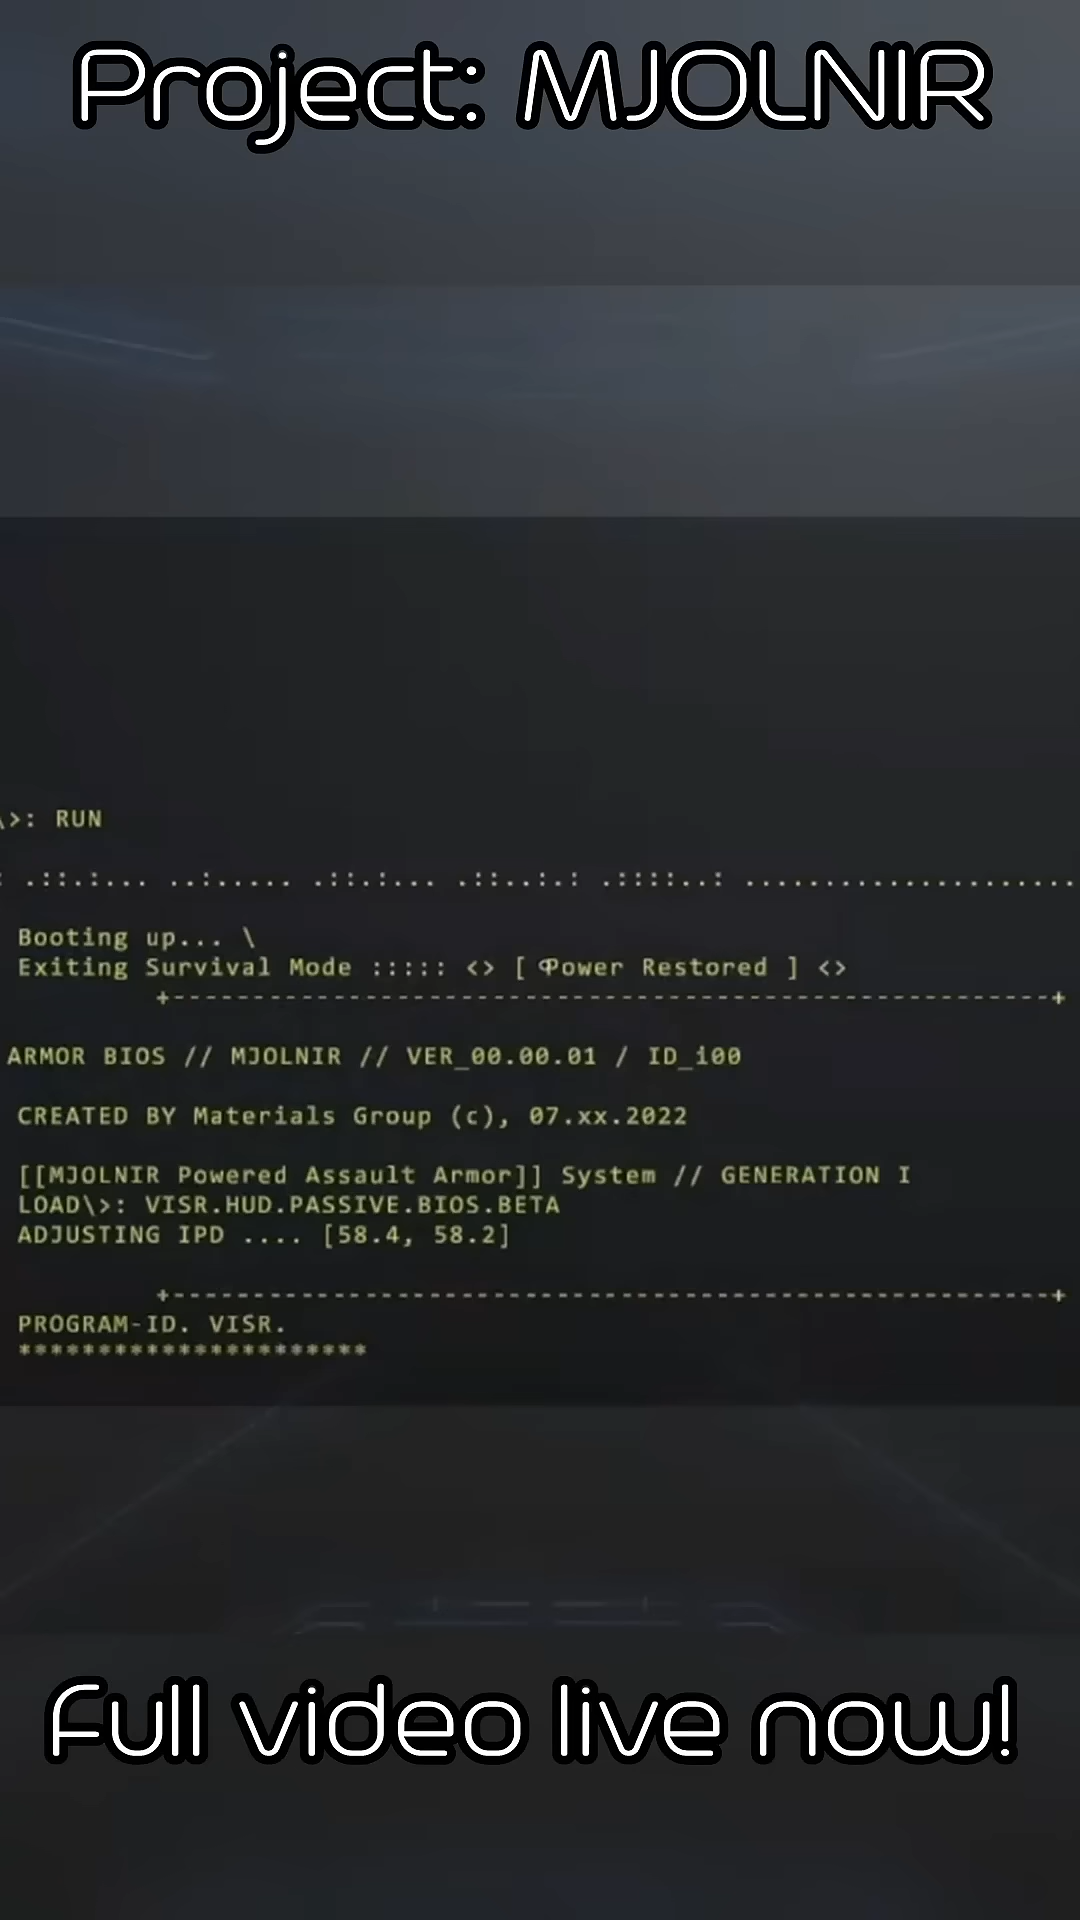 Project: MJOLNIR
\>: RUN
: .::.:... ..:..... .::.:... .::..:.: .::::..: ......................
Booting up... \
Exiting Survival Mode ::::: <> [ Power Restored ] <>
+-------------------------------------------------------+
ARMOR BIOS // MJOLNIR // VER_00.00.01 / ID_i00
CREATED BY Materials Group (c), 07.xx.2022
[[MJOLNIR Powered Assault Armor]] System // GENERATION I
LOAD\>: VISR.HUD.PASSIVE.BIOS.BETA
ADJUSTING IPD .... [58.4, 58.2]
+-------------------------------------------------------+
PROGRAM-ID. VISR.
**********************
Full video live now!